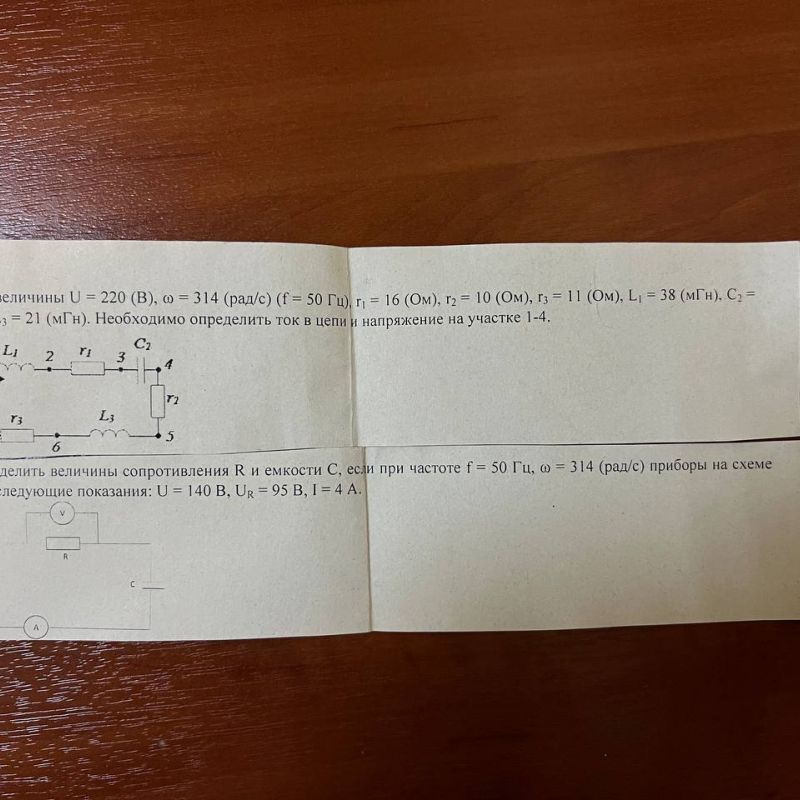 величины U = 220 (В), ω = 314 (рад/с) (f = 50 Гц), r₁ = 16 (Ом), r₂ = 10 (Ом), r₃ = 11 (Ом), L₁ = 38 (мГн), C₂ =
₃ = 21 (мГн). Необходимо определить ток в цепи и напряжение на участке 1-4.
L₁ 2 r₁ 3 C₂ 4
r₂
r₃ 6 L₃ 5
делить величины сопротивления R и емкости C, если при частоте f = 50 Гц, ω = 314 (рад/с) приборы на схеме
следующие показания: U = 140 В, U_R = 95 В, I = 4 А.
V
R
C
A